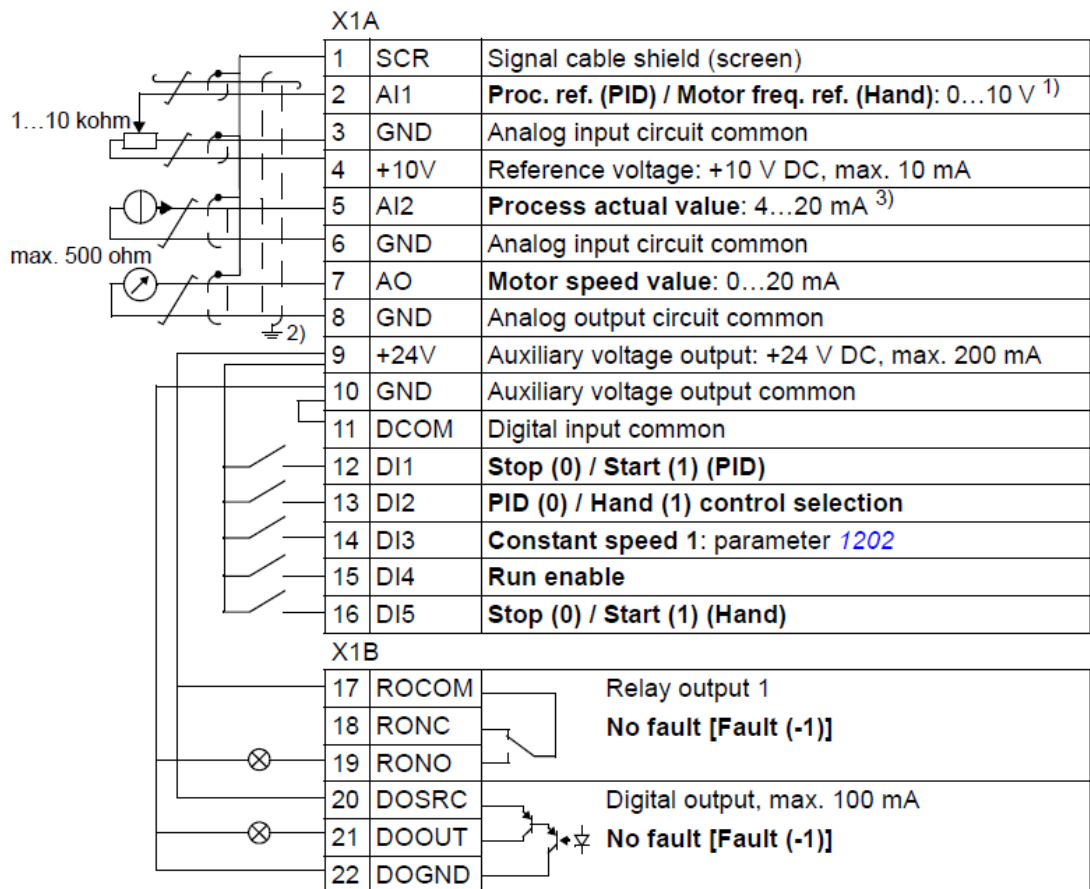 X1A
1 SCR Signal cable shield (screen)
2 AI1 Proc. ref. (PID) / Motor freq. ref. (Hand): 0…10 V 1)
1…10 kohm
3 GND Analog input circuit common
4 +10V Reference voltage: +10 V DC, max. 10 mA
5 AI2 Process actual value: 4…20 mA 3)
6 GND Analog input circuit common
max. 500 ohm
7 AO Motor speed value: 0…20 mA
8 GND Analog output circuit common
2)
9 +24V Auxiliary voltage output: +24 V DC, max. 200 mA
10 GND Auxiliary voltage output common
11 DCOM Digital input common
12 DI1 Stop (0) / Start (1) (PID)
13 DI2 PID (0) / Hand (1) control selection
14 DI3 Constant speed 1: parameter 1202
15 DI4 Run enable
16 DI5 Stop (0) / Start (1) (Hand)
X1B
17 ROCOM Relay output 1
18 RONC No fault [Fault (-1)]
19 RONO
20 DOSRC Digital output, max. 100 mA
21 DOOUT No fault [Fault (-1)]
22 DOGND